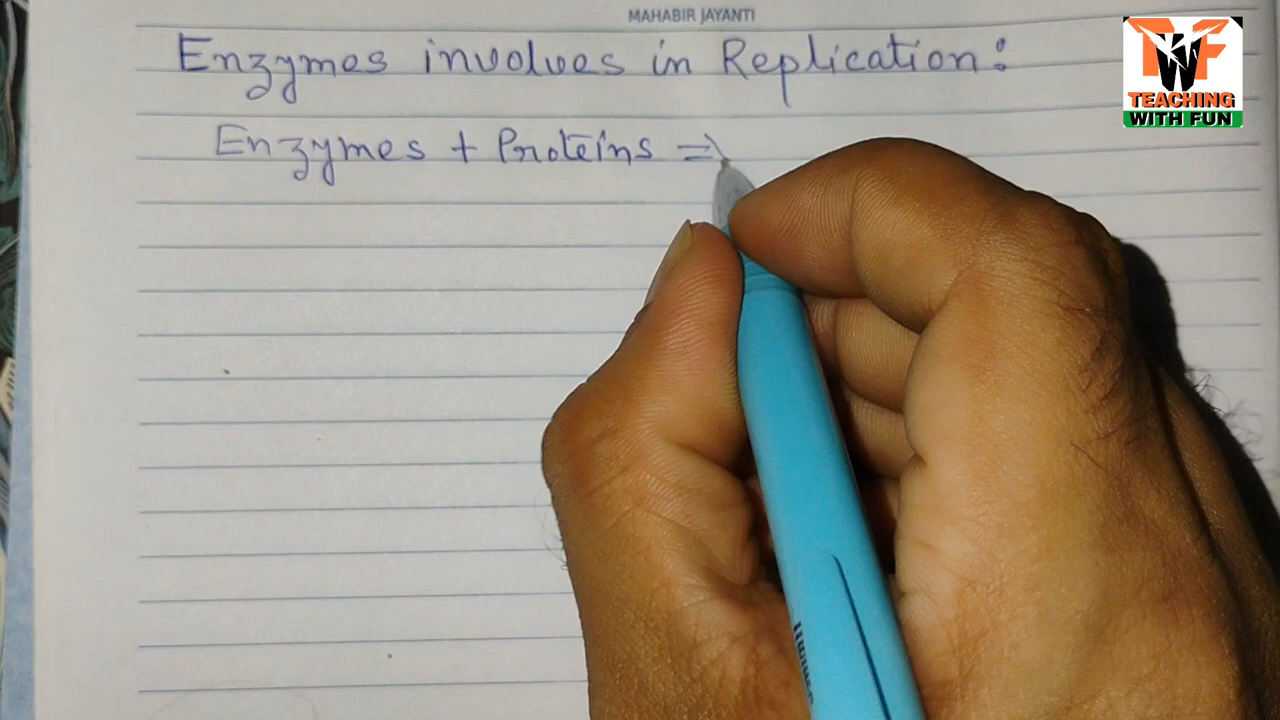 MAHABIR JAYANTI
Enzymes involves in Replication:
TEACHING
WITH FUN
Enzymes + Proteins ⇒